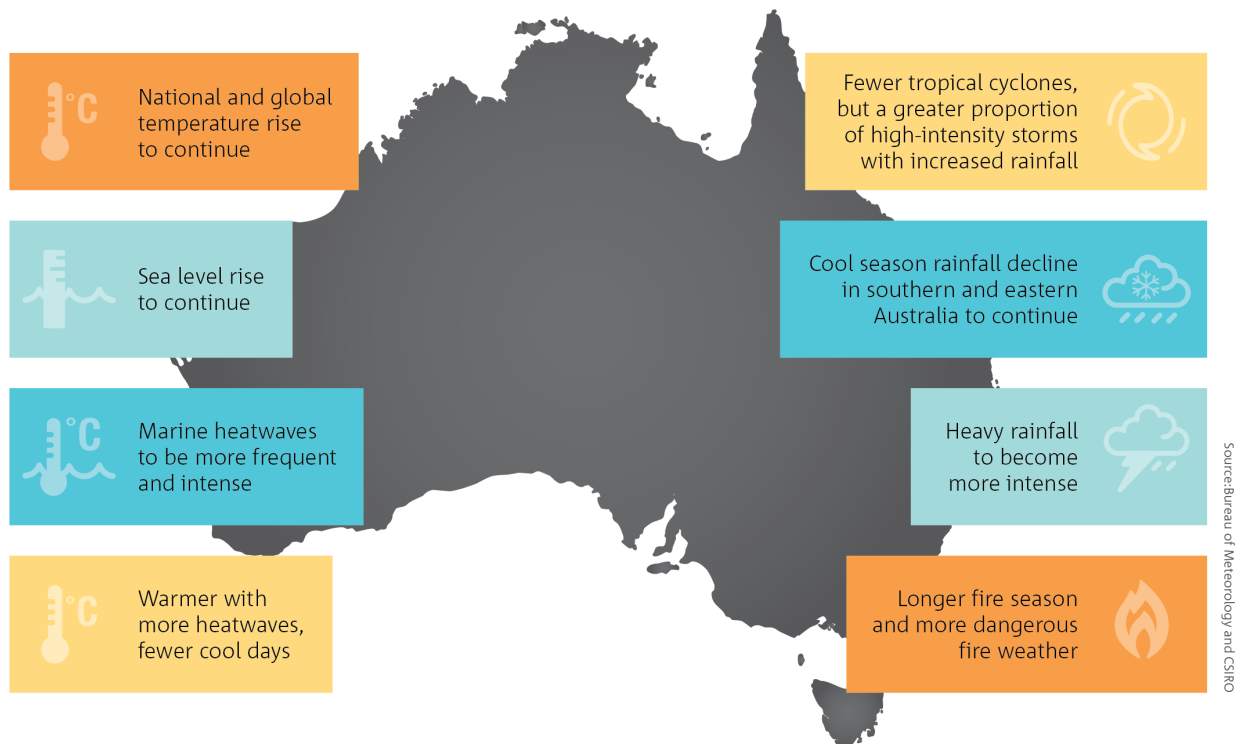 °C
National and global
temperature rise
to continue
Sea level rise
to continue
°C
Marine heatwaves
to be more frequent
and intense
°C
Warmer with
more heatwaves,
fewer cool days
Fewer tropical cyclones,
but a greater proportion
of high-intensity storms
with increased rainfall
Cool season rainfall decline
in southern and eastern
Australia to continue
Heavy rainfall
to become
more intense
Longer fire season
and more dangerous
fire weather
Source:Bureau of Meteorology and CSIRO